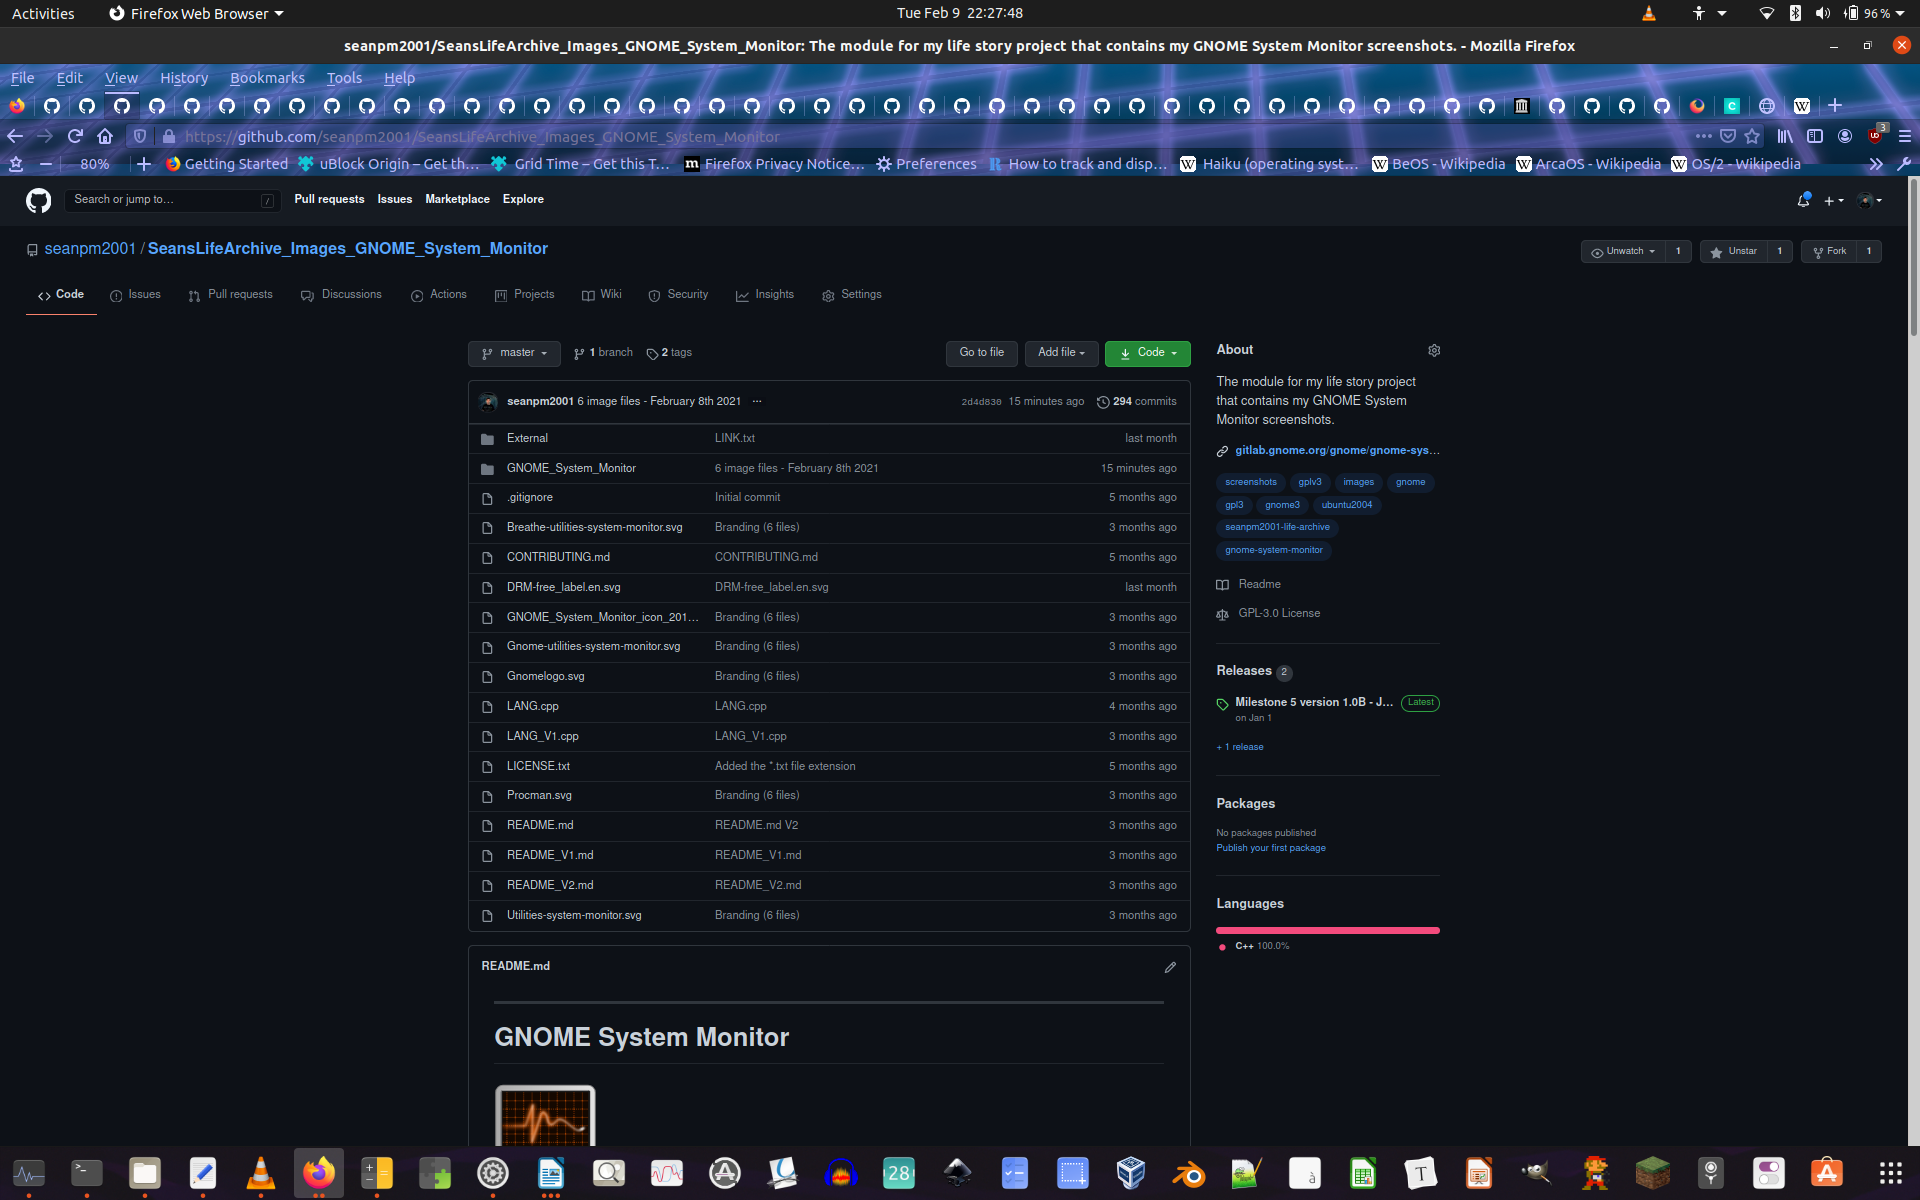 Activities Firefox Web Browser Tue Feb 9 22:27:48 96 %
seanpm2001/SeansLifeArchive_Images_GNOME_System_Monitor: The module for my life story project that contains my GNOME System Monitor screenshots. - Mozilla Firefox
File Edit View History Bookmarks Tools Help
https://github.com/seanpm2001/SeansLifeArchive_Images_GNOME_System_Monitor 3
80% Getting Started uBlock Origin – Get th… Grid Time – Get this T… Firefox Privacy Notice… Preferences How to track and disp… Haiku (operating syst… BeOS - Wikipedia ArcaOS - Wikipedia OS/2 - Wikipedia
Search or jump to… / Pull requests Issues Marketplace Explore
seanpm2001 / SeansLifeArchive_Images_GNOME_System_Monitor Unwatch 1 Unstar 1 Fork 1
Code Issues Pull requests Discussions Actions Projects Wiki Security Insights Settings
master 1 branch 2 tags Go to file Add file Code
seanpm2001 6 image files - February 8th 2021 ··· 2d4d830 15 minutes ago 294 commits
External LINK.txt last month
GNOME_System_Monitor 6 image files - February 8th 2021 15 minutes ago
.gitignore Initial commit 5 months ago
Breathe-utilities-system-monitor.svg Branding (6 files) 3 months ago
CONTRIBUTING.md CONTRIBUTING.md 5 months ago
DRM-free_label.en.svg DRM-free_label.en.svg last month
GNOME_System_Monitor_icon_201… Branding (6 files) 3 months ago
Gnome-utilities-system-monitor.svg Branding (6 files) 3 months ago
Gnomelogo.svg Branding (6 files) 3 months ago
LANG.cpp LANG.cpp 4 months ago
LANG_V1.cpp LANG_V1.cpp 3 months ago
LICENSE.txt Added the *.txt file extension 5 months ago
Procman.svg Branding (6 files) 3 months ago
README.md README.md V2 3 months ago
README_V1.md README_V1.md 3 months ago
README_V2.md README_V2.md 3 months ago
Utilities-system-monitor.svg Branding (6 files) 3 months ago
README.md
GNOME System Monitor
About
The module for my life story project
that contains my GNOME System
Monitor screenshots.
gitlab.gnome.org/gnome/gnome-sys…
screenshots gplv3 images gnome
gpl3 gnome3 ubuntu2004
seanpm2001-life-archive
gnome-system-monitor
Readme
GPL-3.0 License
Releases 2
Milestone 5 version 1.0B - J… Latest
on Jan 1
+ 1 release
Packages
No packages published
Publish your first package
Languages
C++ 100.0%
28